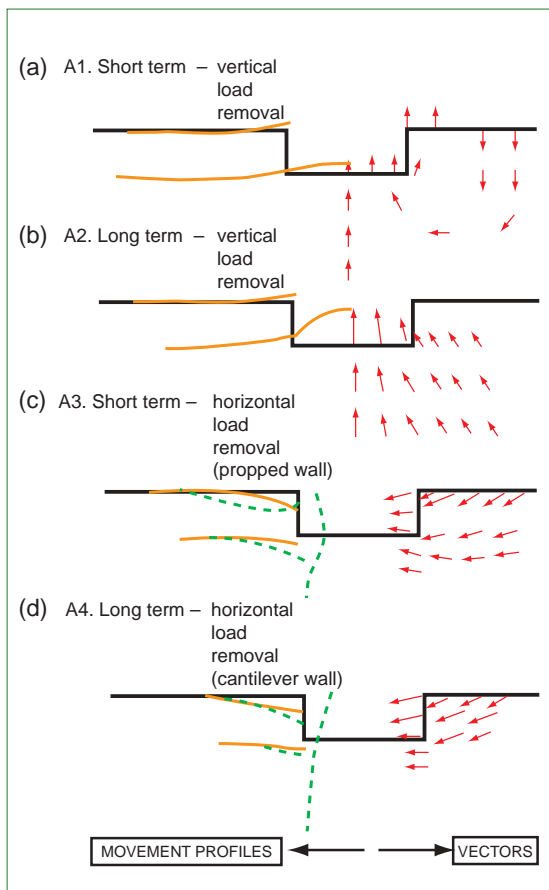 (a) A1. Short term – vertical
load
removal
(b) A2. Long term – vertical
load
removal
(c) A3. Short term – horizontal
load
removal
(propped wall)
(d) A4. Long term – horizontal
load
removal
(cantilever wall)
MOVEMENT PROFILES VECTORS